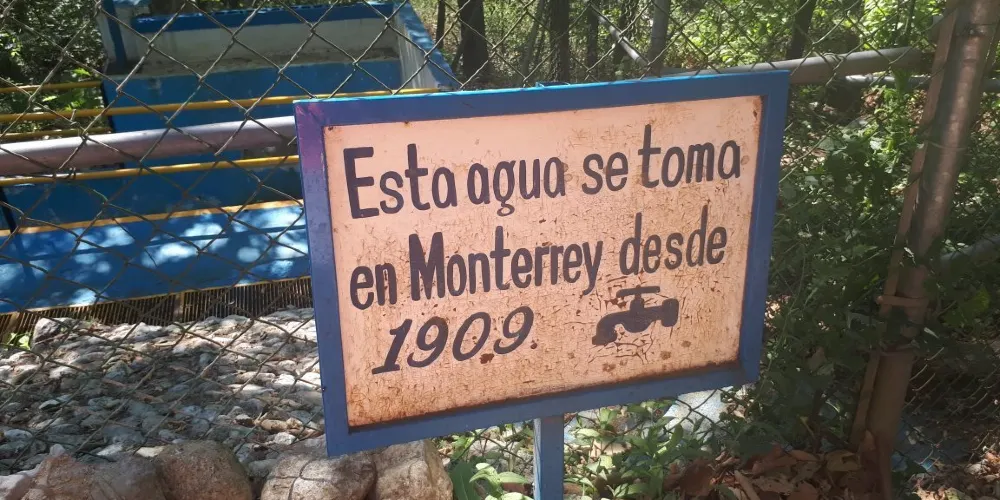 Esta agua se toma
en Monterrey desde
1909.